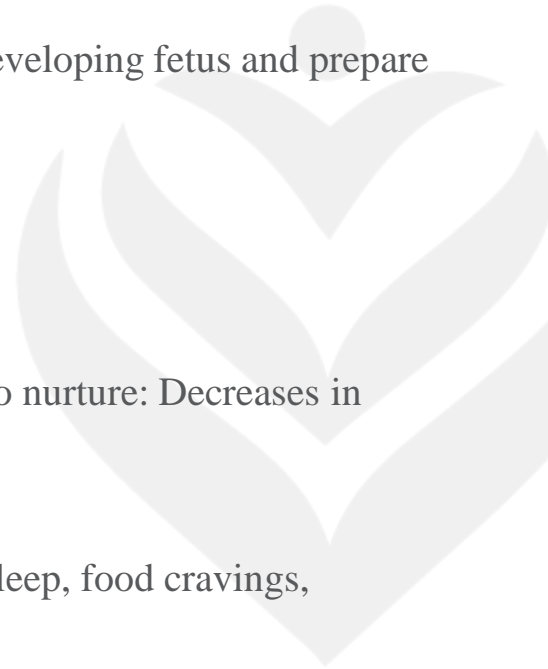 eveloping fetus and prepare
o nurture: Decreases in
leep, food cravings,